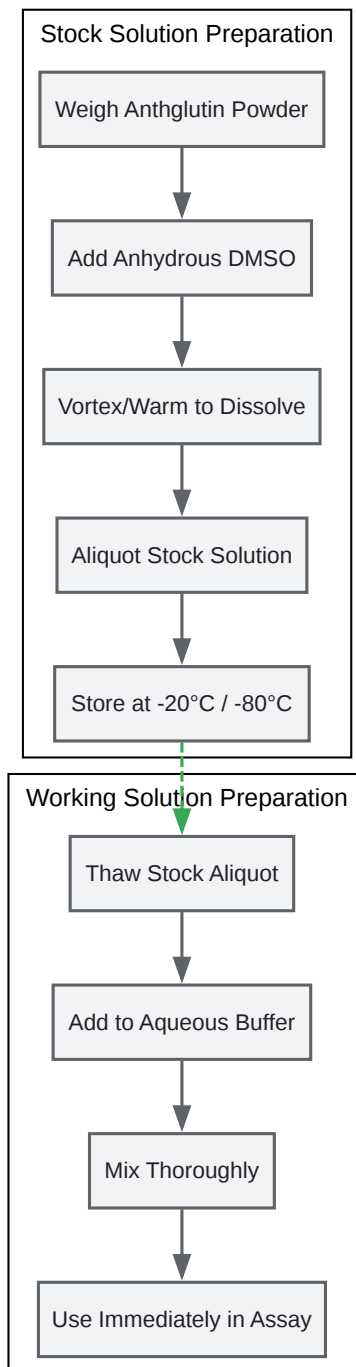 Stock Solution Preparation
Weigh Anthglutin Powder
Add Anhydrous DMSO
Vortex/Warm to Dissolve
Aliquot Stock Solution
Store at -20°C / -80°C
Working Solution Preparation
Thaw Stock Aliquot
Add to Aqueous Buffer
Mix Thoroughly
Use Immediately in Assay